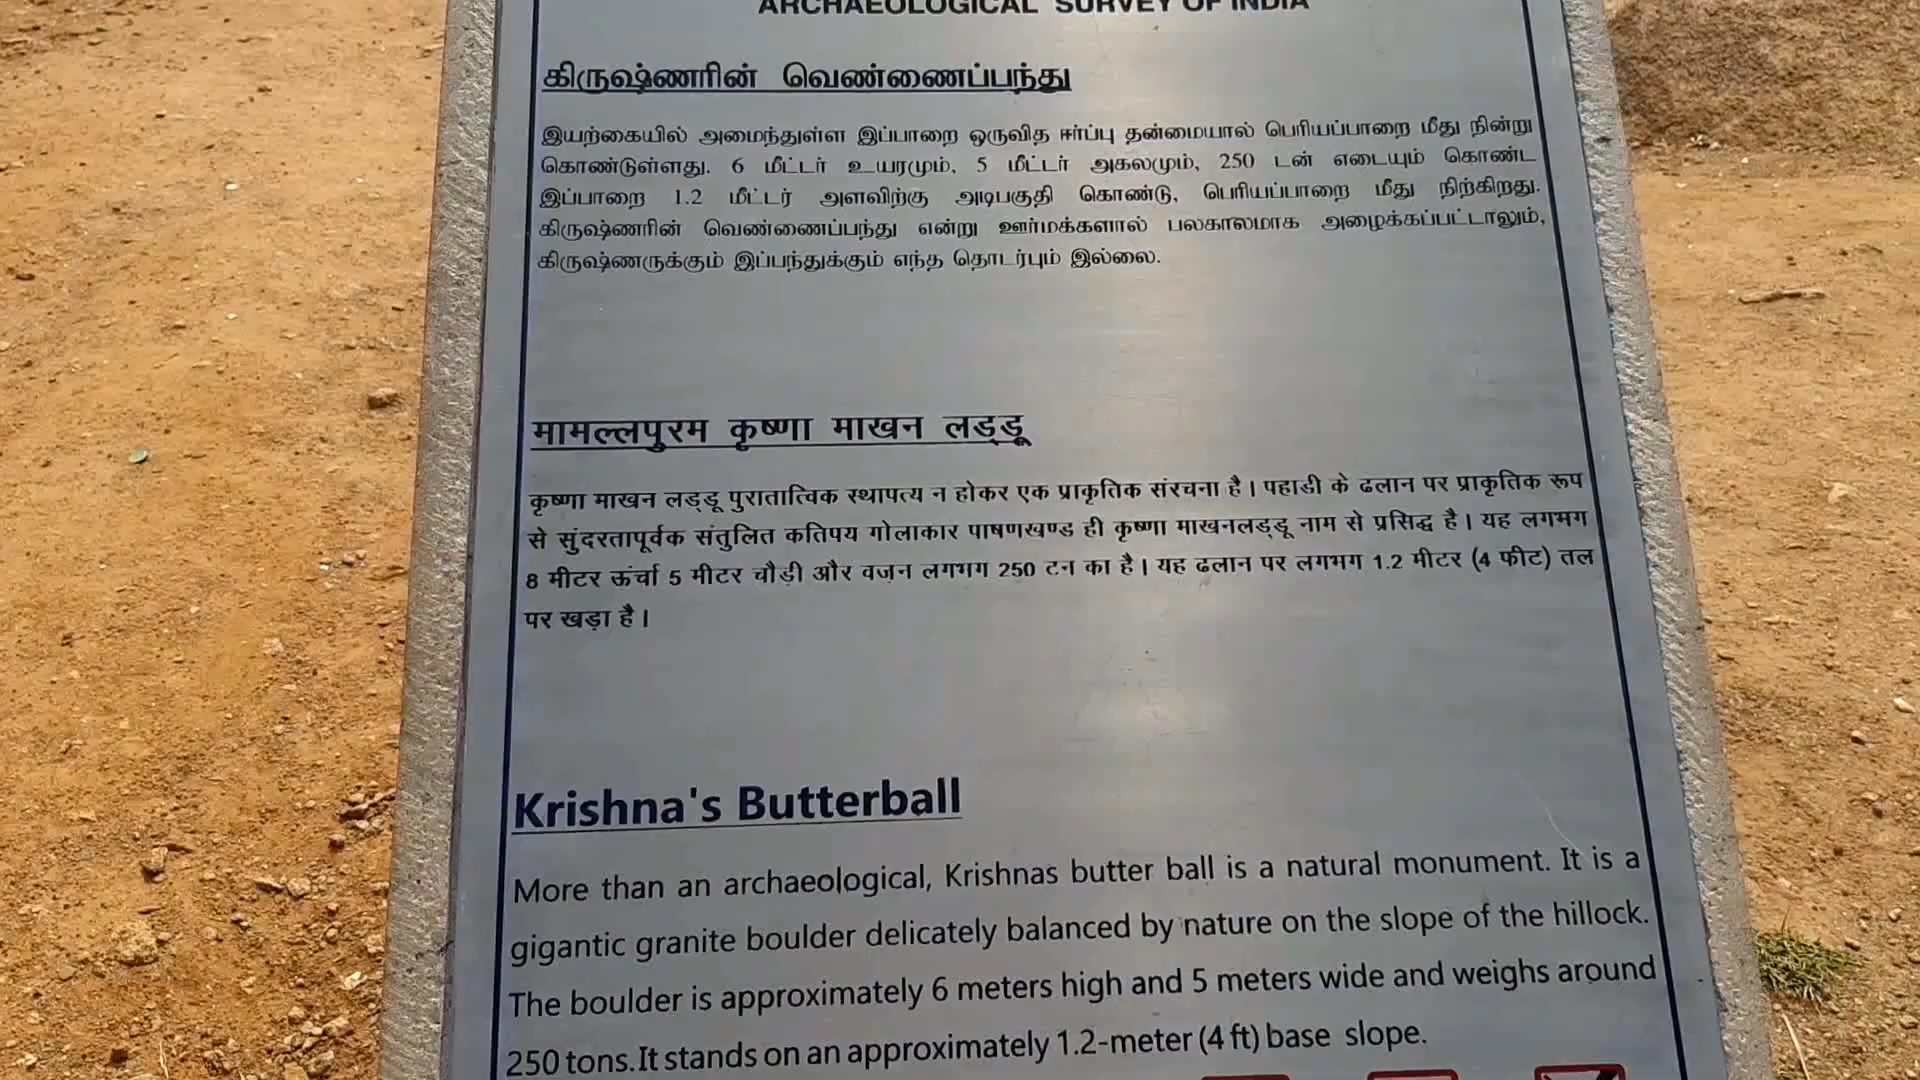 ARCHAEOLOGICAL SURVEY OF INDIA
கிருஷ்ணரின் வெண்ணைப்பந்து
இயற்கையில் அமைந்துள்ள இப்பாறை ஒருவித ஈர்ப்பு தன்மையால் பெரியப்பாறை மீது நின்று
கொண்டுள்ளது. 6 மீட்டர் உயரமும், 5 மீட்டர் அகலமும், 250 டன் எடையும் கொண்ட
இப்பாறை 1.2 மீட்டர் அளவிற்கு அடிபகுதி கொண்டு, பெரியப்பாறை மீது நிற்கிறது.
கிருஷ்ணரின் வெண்ணைப்பந்து என்று ஊர்மக்களால் பலகாலமாக அழைக்கப்பட்டாலும்,
கிருஷ்ணருக்கும் இப்பந்துக்கும் எந்த தொடர்பும் இல்லை.
मामल्लपुरम कृष्णा माखन लड्डू
कृष्णा माखन लड्डू पुरातात्विक स्थापत्य न होकर एक प्राकृतिक संरचना है। पहाडी के ढलान पर प्राकृतिक रूप
से सुंदरतापूर्वक संतुलित कतिपय गोलाकार पाषणखण्ड ही कृष्णा माखनलड्डू नाम से प्रसिद्ध है। यह लगभग
8 मीटर ऊंचा 5 मीटर चौड़ी और वजन लगभग 250 टन का है। यह ढलान पर लगभग 1.2 मीटर (4 फीट) तल
पर खड़ा है।
Krishna's Butterball
More than an archaeological, Krishnas butter ball is a natural monument. It is a
gigantic granite boulder delicately balanced by nature on the slope of the hillock.
The boulder is approximately 6 meters high and 5 meters wide and weighs around
250 tons.It stands on an approximately 1.2-meter (4 ft) base slope.